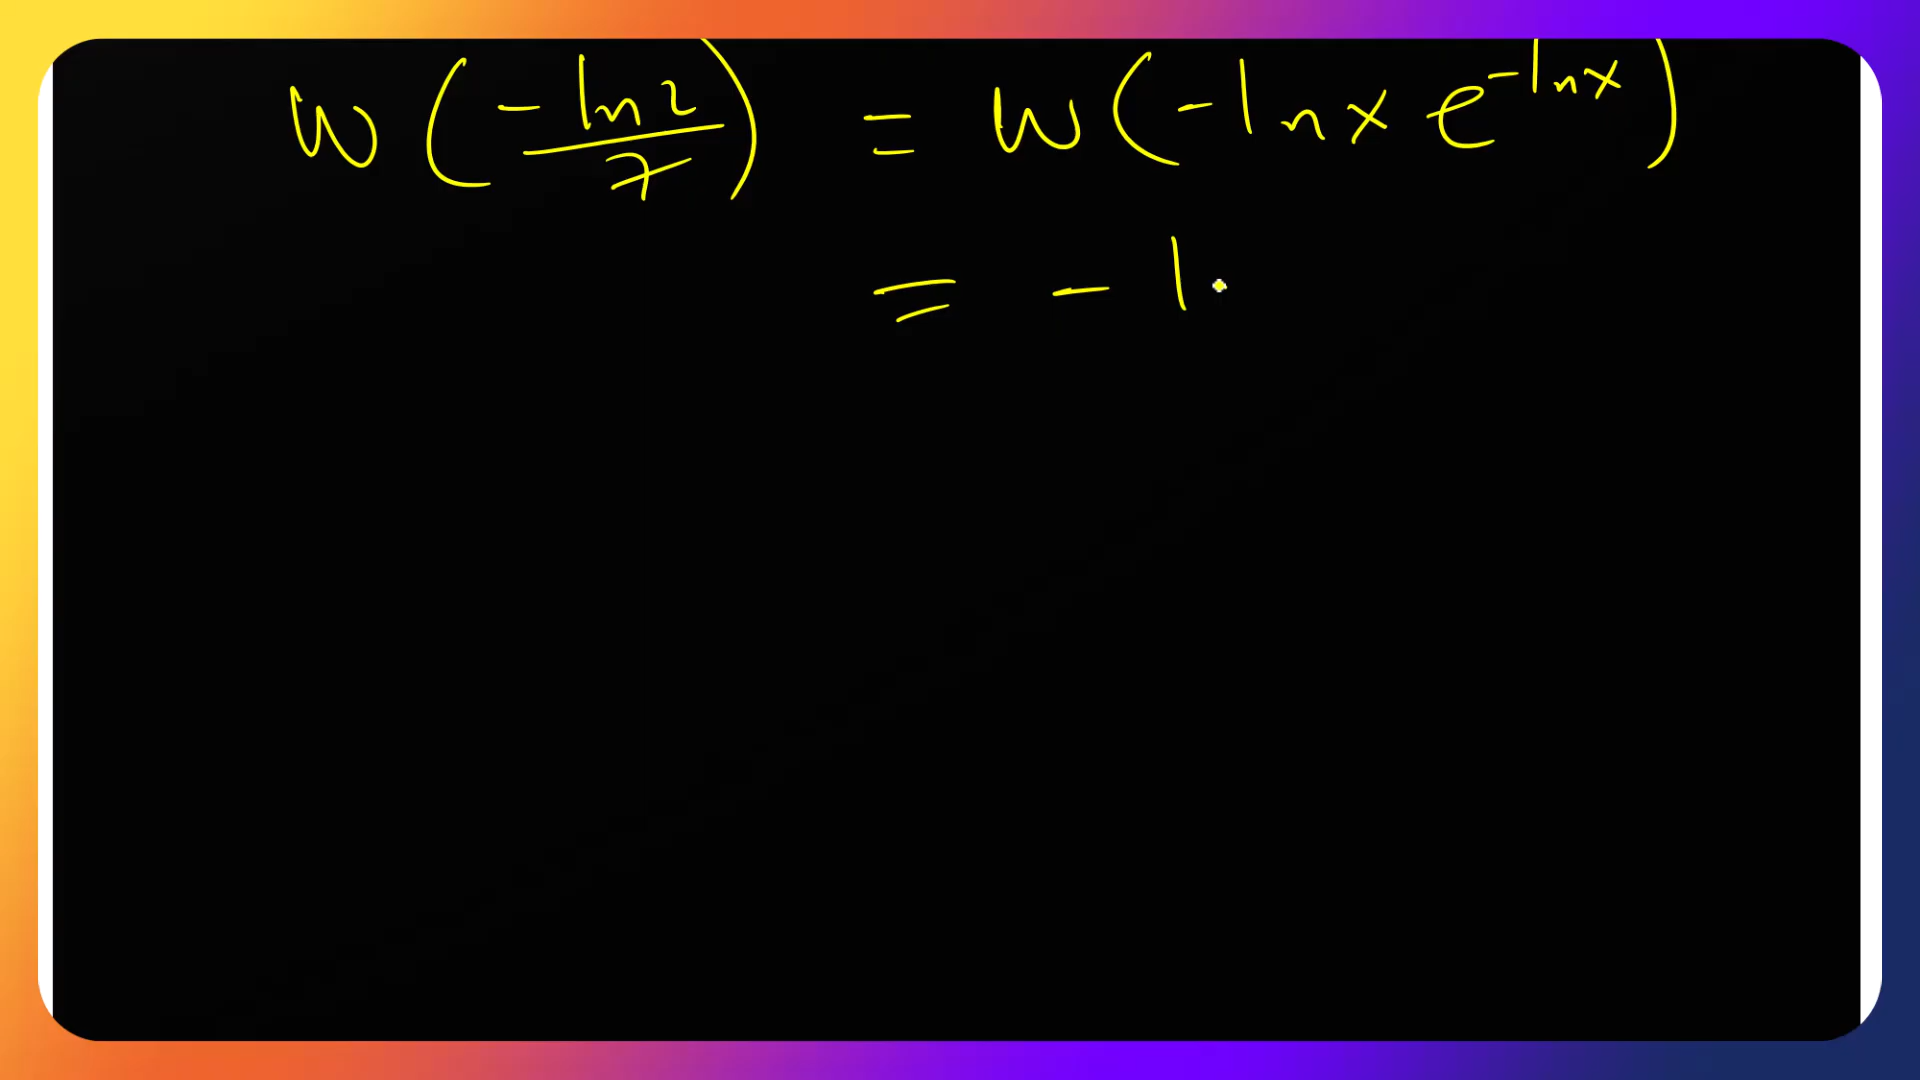 W(-ln2/7) = W(-lnx e^-lnx)
= - l